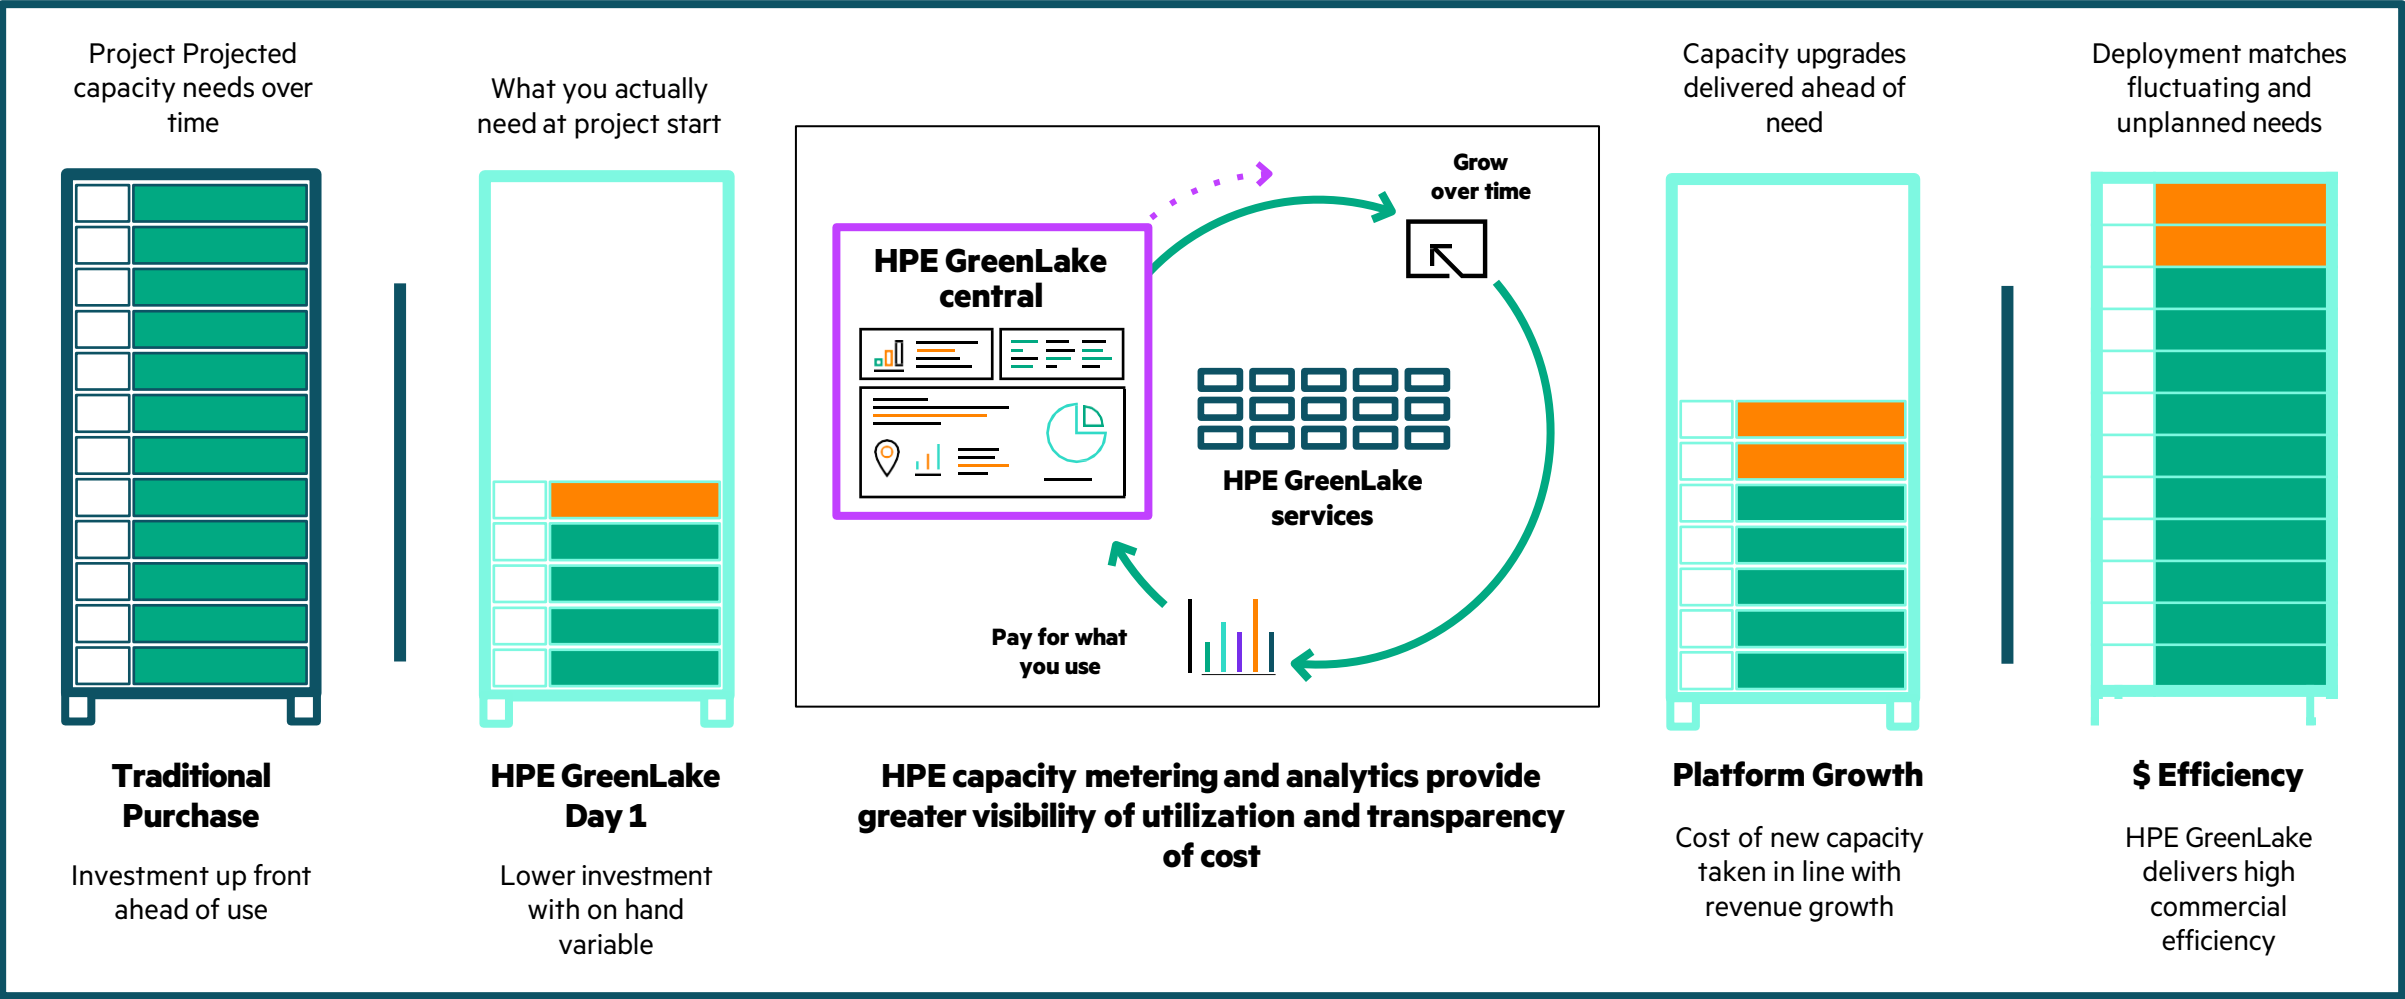 Project Projected
capacity needs over
time
What you actually
need at project start
Capacity upgrades
delivered ahead of
need
Deployment matches
fluctuating and
unplanned needs
Grow
over time
HPE GreenLake
central
HPE GreenLake
services
Pay for what
you use
Traditional
Purchase
Investment up front
ahead of use
HPE GreenLake
Day 1
Lower investment
with on hand
variable
HPE capacity metering and analytics provide
greater visibility of utilization and transparency
of cost
Platform Growth
Cost of new capacity
taken in line with
revenue growth
$ Efficiency
HPE GreenLake
delivers high
commercial
efficiency